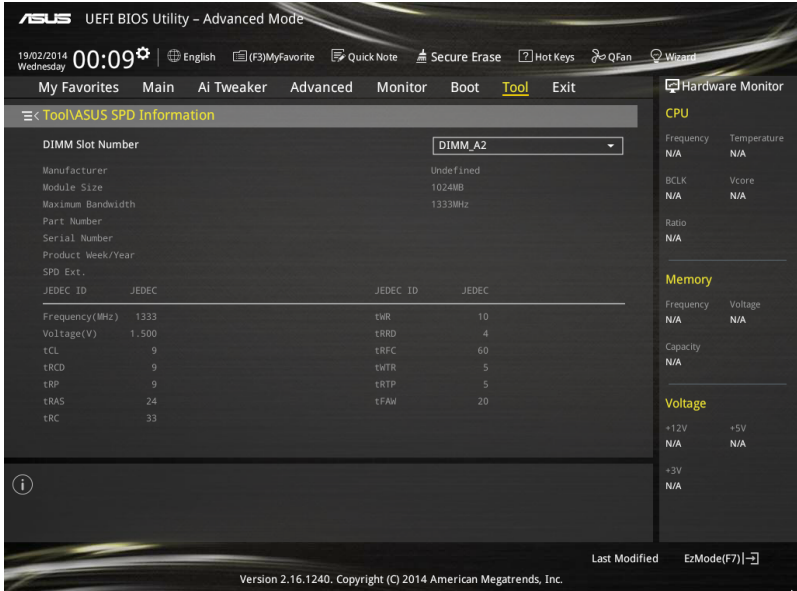 ASUS UEFI BIOS Utility – Advanced Mode
19/02/2014
Wednesday
00:09
English
(F3)MyFavorite
Quick Note
Secure Erase
? Hot Keys
QFan
Wizard
My Favorites Main Ai Tweaker Advanced Monitor Boot Tool Exit
Tool\ASUS SPD Information
DIMM Slot Number DIMM_A2
Manufacturer Undefined
Module Size 1024MB
Maximum Bandwidth 1333MHz
Part Number
Serial Number
Product Week/Year
SPD Ext.
JEDEC ID JEDEC JEDEC ID JEDEC
Frequency(MHz) 1333 tWR 10
Voltage(V) 1.500 tRRD 4
tCL 9 tRFC 60
tRCD 9 tWTR 5
tRP 9 tRTP 5
tRAS 24 tFAW 20
tRC 33
i
Hardware Monitor
CPU
Frequency Temperature
N/A N/A
BCLK Vcore
N/A N/A
Ratio
N/A
Memory
Frequency Voltage
N/A N/A
Capacity
N/A
Voltage
+12V +5V
N/A N/A
+3V
N/A
Last Modified EzMode(F7)
Version 2.16.1240. Copyright (C) 2014 American Megatrends, Inc.